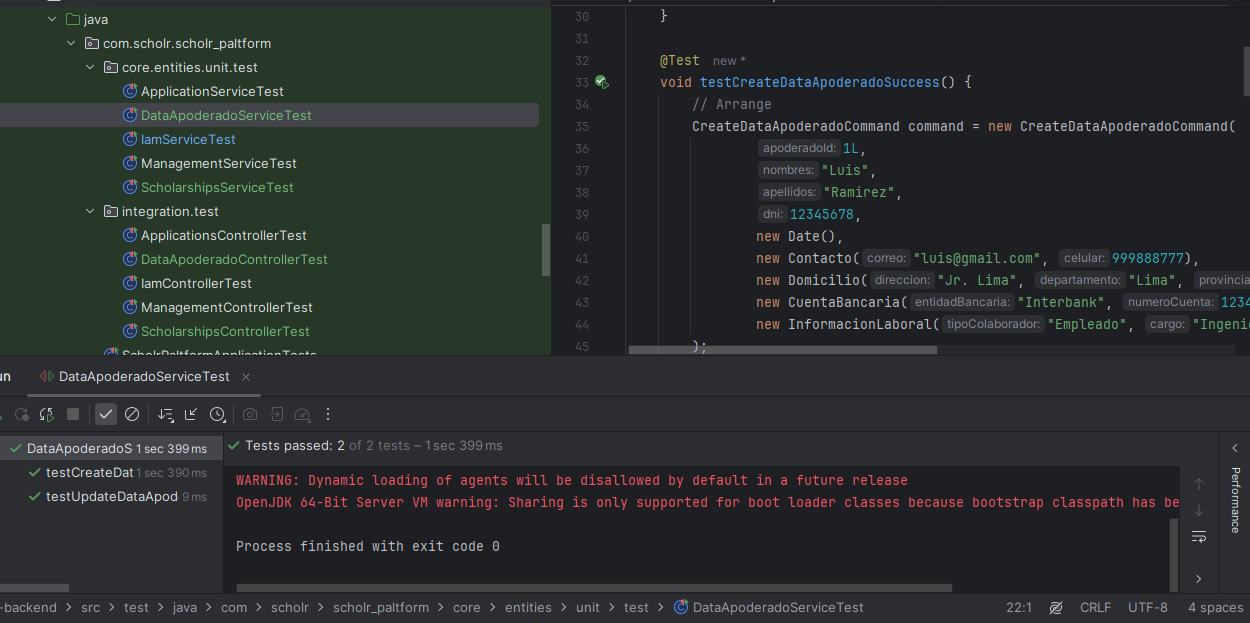 java
com.scholr.scholr_paltform
core.entities.unit.test
ApplicationServiceTest
DataApoderadoServiceTest
IamServiceTest
ManagementServiceTest
ScholarshipsServiceTest
integration.test
ApplicationsControllerTest
DataApoderadoControllerTest
IamControllerTest
ManagementControllerTest
ScholarshipsControllerTest
ScholrPaltformApplicationTests
30 }
31
32 @Test new *
33 void testCreateDataApoderadoSuccess() {
34 // Arrange
35 CreateDataApoderadoCommand command = new CreateDataApoderadoCommand(
36 apoderadoId: 1L,
37 nombres: "Luis",
38 apellidos: "Ramirez",
39 dni: 12345678,
40 new Date(),
41 new Contacto( correo: "luis@gmail.com", celular: 999888777),
42 new Domicilio( direccion: "Jr. Lima", departamento: "Lima", provincia
43 new CuentaBancaria( entidadBancaria: "Interbank", numeroCuenta: 1234
44 new InformacionLaboral( tipoColaborador: "Empleado", cargo: "Ingenie
45 );
un DataApoderadoServiceTest ×
DataApoderadoS 1 sec 399 ms
testCreateDat 1 sec 390 ms
testUpdateDataApod 9 ms
Tests passed: 2 of 2 tests – 1 sec 399 ms
WARNING: Dynamic loading of agents will be disallowed by default in a future release
OpenJDK 64-Bit Server VM warning: Sharing is only supported for boot loader classes because bootstrap classpath has be
Process finished with exit code 0
Performance
-backend > src > test > java > com > scholr > scholr_paltform > core > entities > unit > test > DataApoderadoServiceTest 22:1 CRLF UTF-8 4 spaces